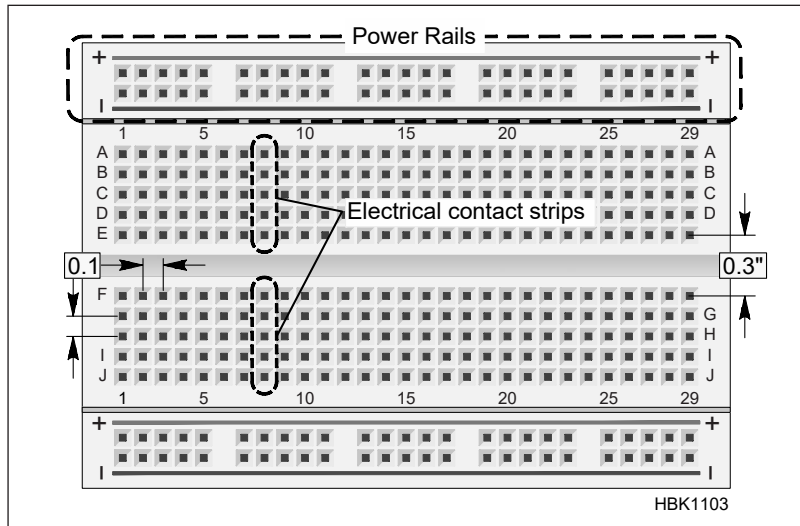 Power Rails
+ +
− −
1 5 10 15 20 25 29
A A
B B
C C
D D
E
Electrical contact strips
0.1
0.3"
F
G
H
I I
J J
1 5 10 15 20 25 29
+ +
− −
HBK1103